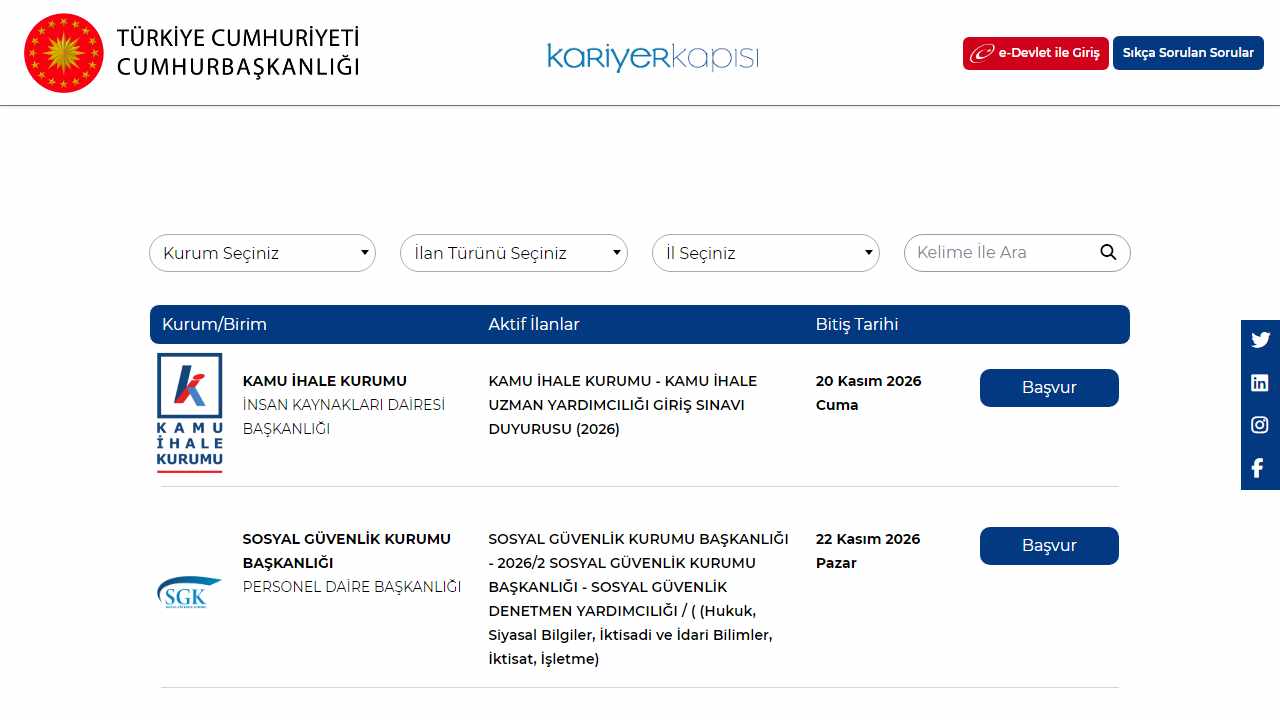 TÜRKİYE CUMHURİYETİ
CUMHURBAŞKANLIĞI
kariyerkapısı
e-Devlet ile Giriş
Sıkça Sorulan Sorular
Kurum Seçiniz
İlan Türünü Seçiniz
İl Seçiniz
Kelime İle Ara
Kurum/Birim
Aktif İlanlar
Bitiş Tarihi
KAMU
İHALE
KURUMU
KAMU İHALE KURUMU
İNSAN KAYNAKLARI DAİRESİ
BAŞKANLIĞI
KAMU İHALE KURUMU - KAMU İHALE
UZMAN YARDIMCILIĞI GİRİŞ SINAVI
DUYURUSU (2026)
20 Kasım 2026
Cuma
Başvur
SGK
SOSYAL GÜVENLİK KURUMU
BAŞKANLIĞI
PERSONEL DAİRE BAŞKANLIĞI
SOSYAL GÜVENLİK KURUMU BAŞKANLIĞI
- 2026/2 SOSYAL GÜVENLİK KURUMU
BAŞKANLIĞI - SOSYAL GÜVENLİK
DENETMEN YARDIMCILIĞI / ( (Hukuk,
Siyasal Bilgiler, İktisadi ve İdari Bilimler,
İktisat, İşletme)
22 Kasım 2026
Pazar
Başvur